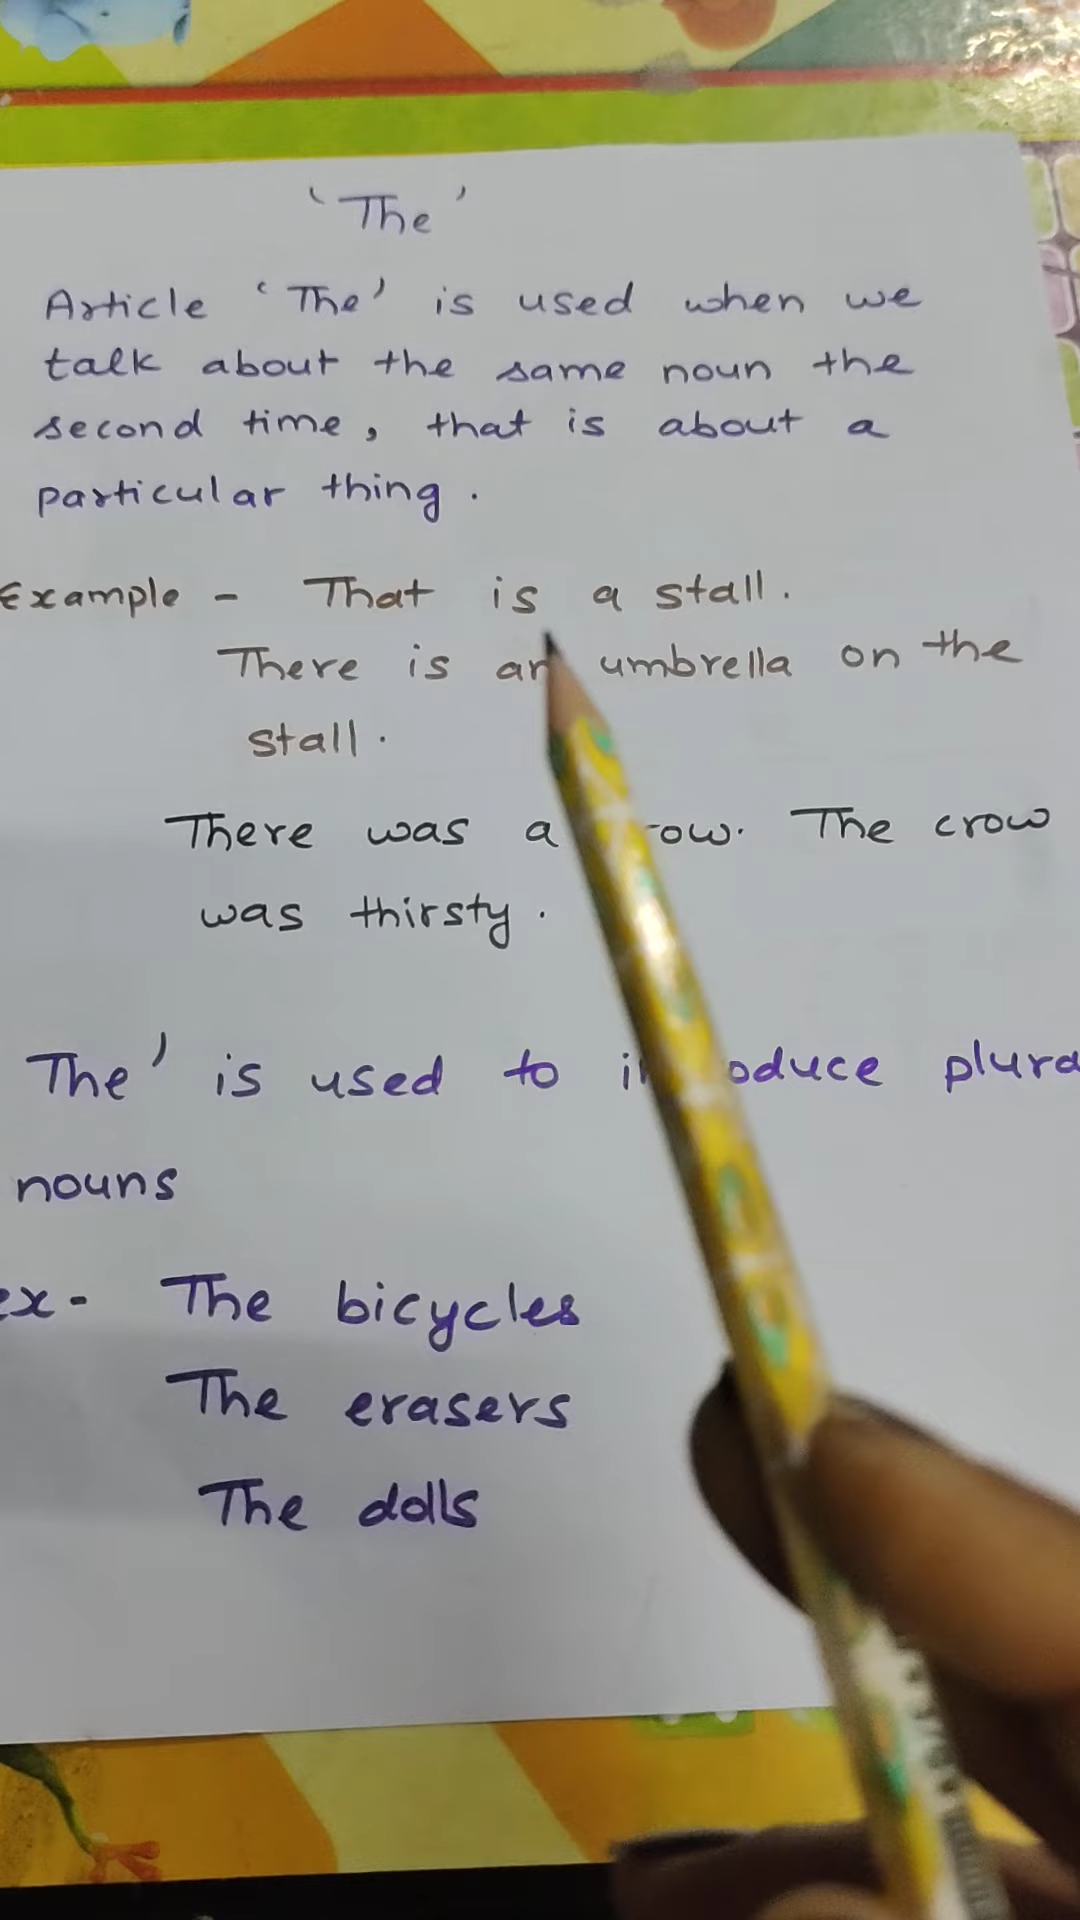 'The'
Article 'The' is used when we
talk about the same noun the
second time, that is about a
particular thing.
Example - That is a stall.
There is an umbrella on the
stall.
There was a The crow
was thirsty.
The' is used to
nouns
ex- The bicycles
The erasers
The dolls